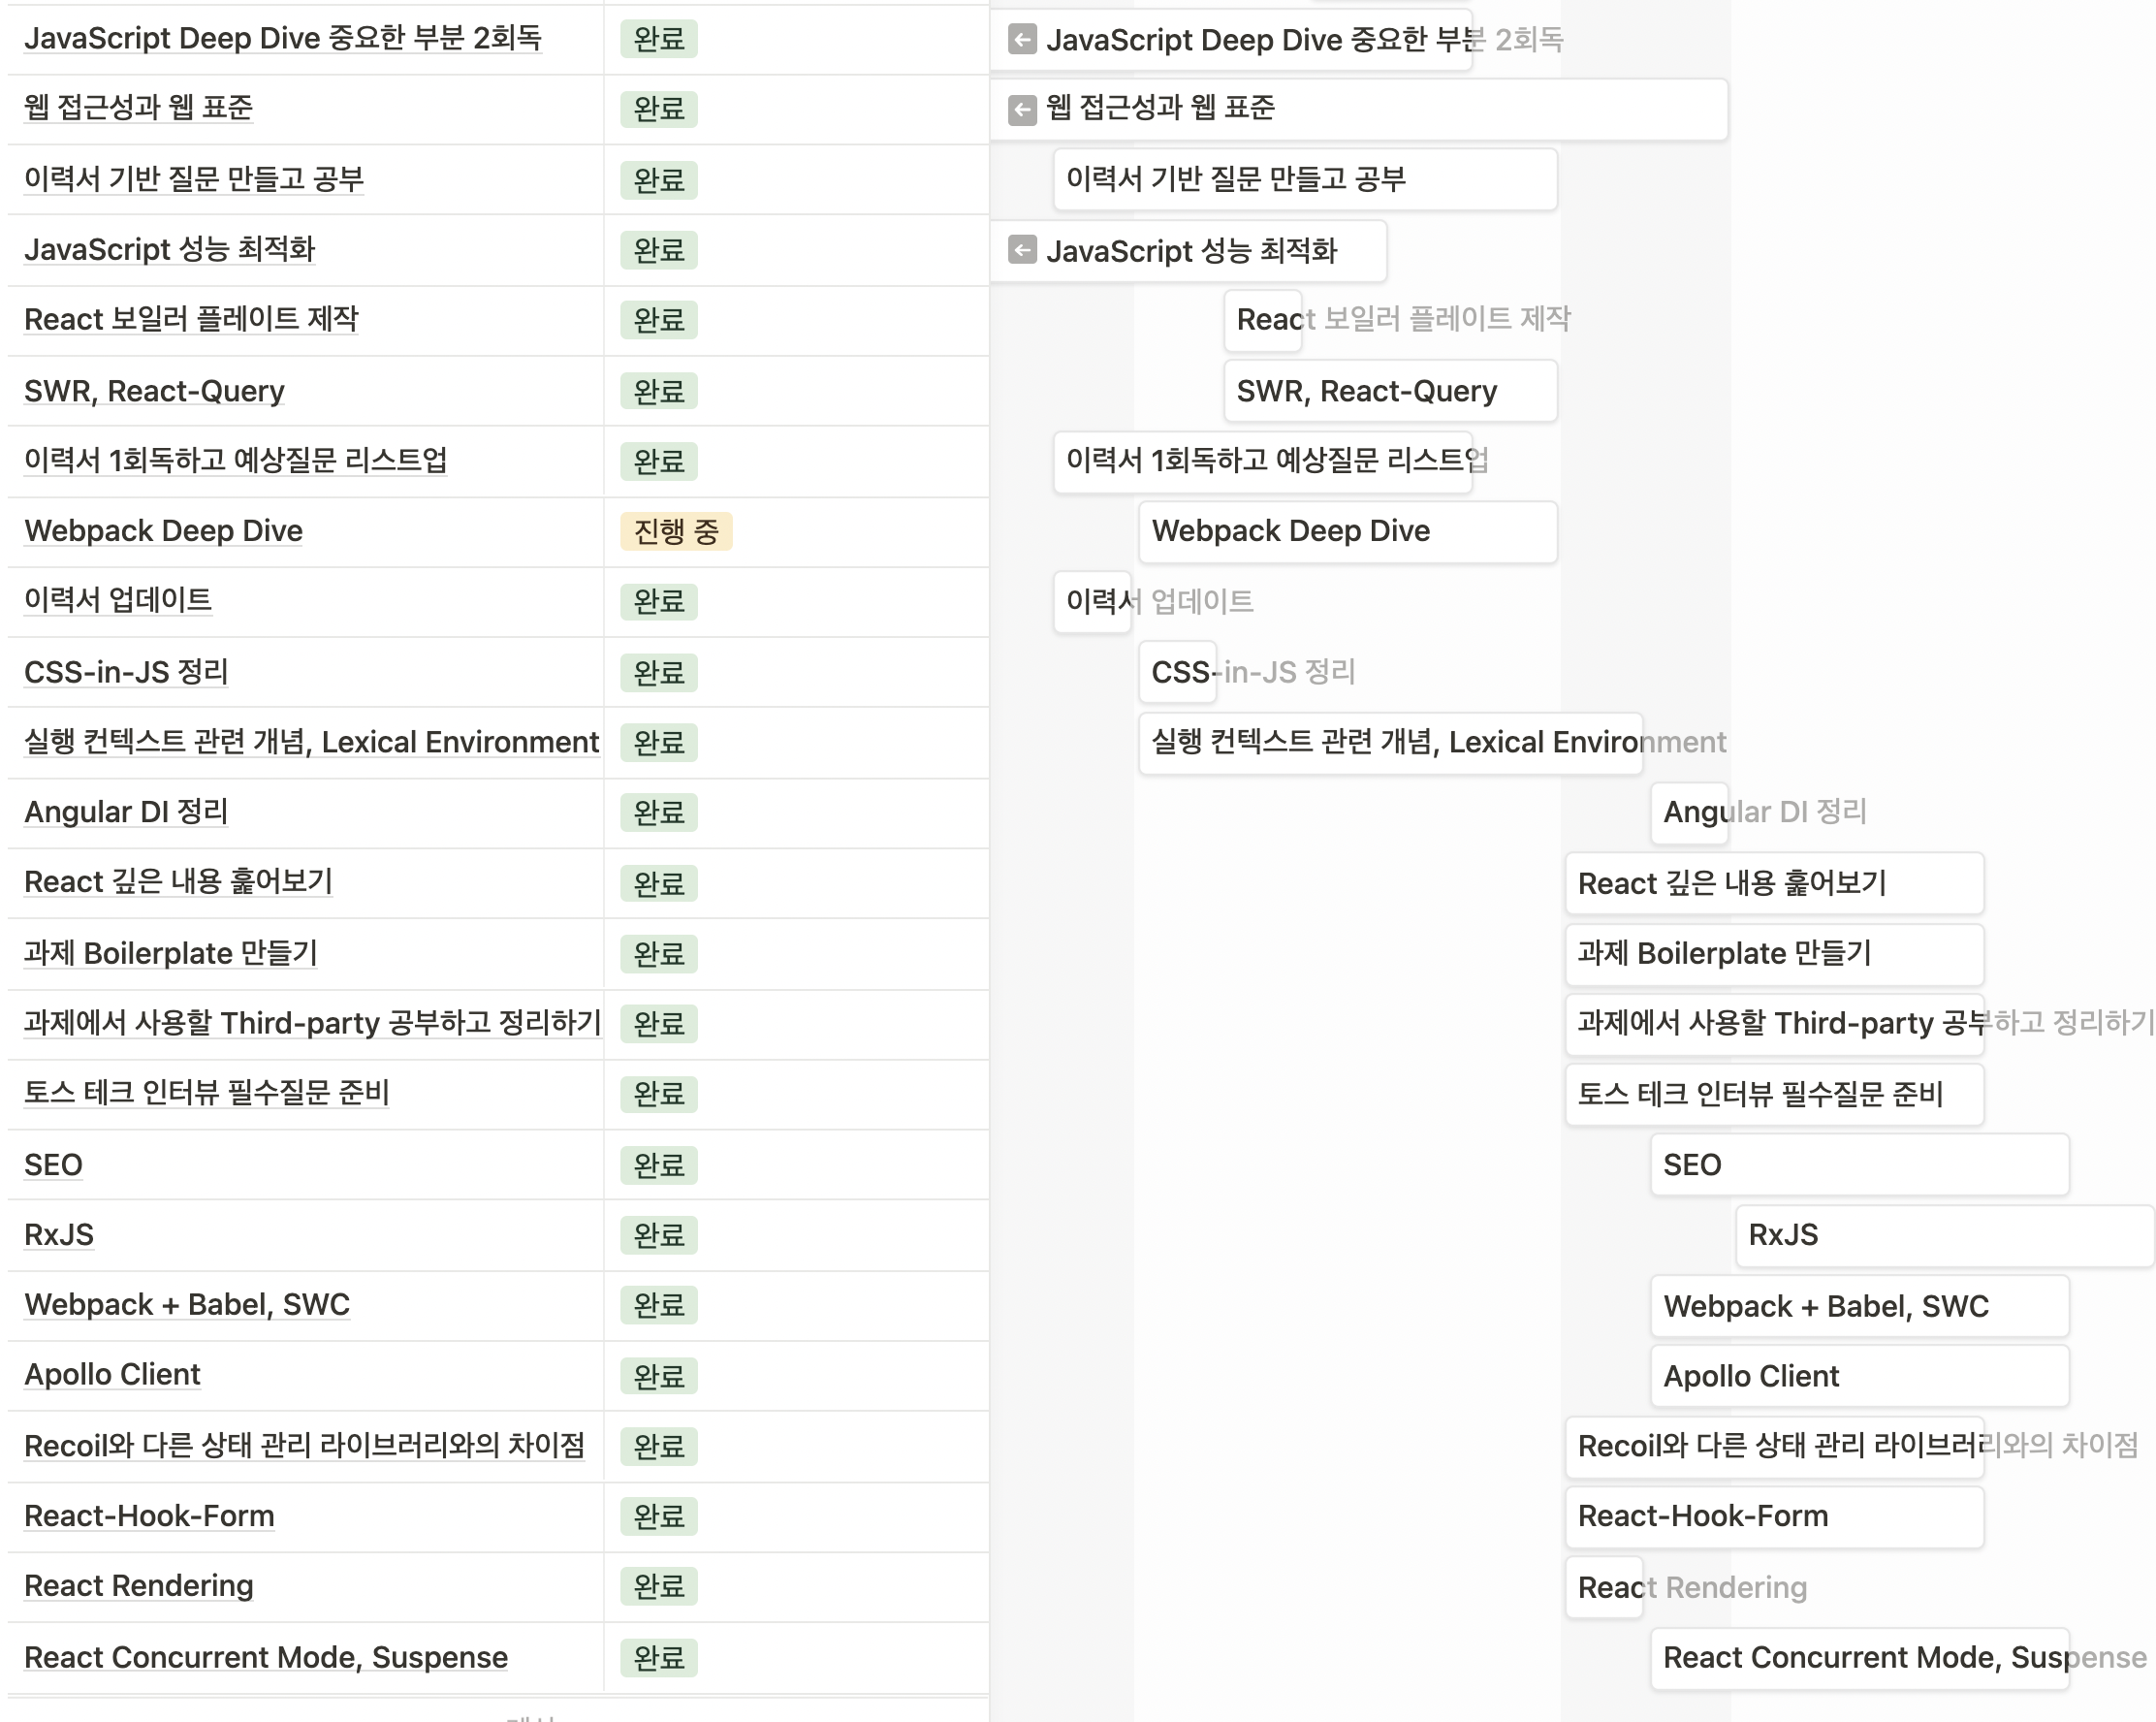 JavaScript Deep Dive 중요한 부분 2회독 완료 JavaScript Deep Dive 중요한 부분 2회독
웹 접근성과 웹 표준 완료 웹 접근성과 웹 표준
이력서 기반 질문 만들고 공부 완료 이력서 기반 질문 만들고 공부
JavaScript 성능 최적화 완료 JavaScript 성능 최적화
React 보일러 플레이트 제작 완료 React 보일러 플레이트 제작
SWR, React-Query 완료 SWR, React-Query
이력서 1회독하고 예상질문 리스트업 완료 이력서 1회독하고 예상질문 리스트업
Webpack Deep Dive 진행 중 Webpack Deep Dive
이력서 업데이트 완료 이력서 업데이트
CSS-in-JS 정리 완료 CSS-in-JS 정리
실행 컨텍스트 관련 개념, Lexical Environment 완료 실행 컨텍스트 관련 개념, Lexical Environment
Angular DI 정리 완료 Angular DI 정리
React 깊은 내용 훑어보기 완료 React 깊은 내용 훑어보기
과제 Boilerplate 만들기 완료 과제 Boilerplate 만들기
과제에서 사용할 Third-party 공부하고 정리하기 완료 과제에서 사용할 Third-party 공부하고 정리하기
토스 테크 인터뷰 필수질문 준비 완료 토스 테크 인터뷰 필수질문 준비
SEO 완료 SEO
RxJS 완료 RxJS
Webpack + Babel, SWC 완료 Webpack + Babel, SWC
Apollo Client 완료 Apollo Client
Recoil와 다른 상태 관리 라이브러리와의 차이점 완료 Recoil와 다른 상태 관리 라이브러리와의 차이점
React-Hook-Form 완료 React-Hook-Form
React Rendering 완료 React Rendering
React Concurrent Mode, Suspense 완료 React Concurrent Mode, Suspense